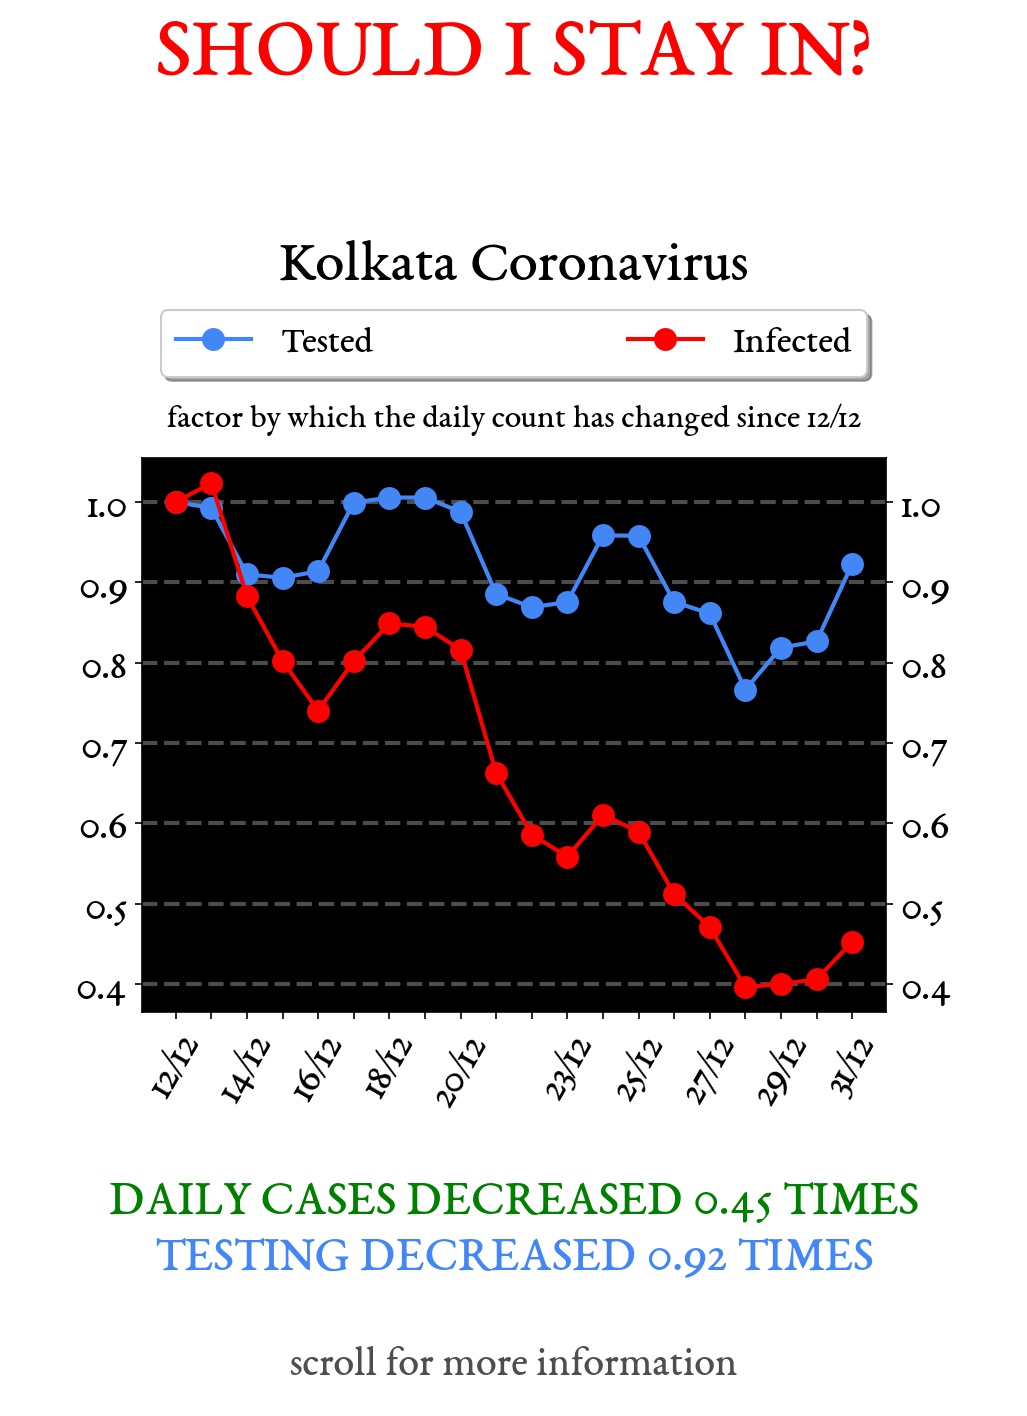 SHOULD I STAY IN?
Kolkata Coronavirus
Tested Infected
factor by which the daily count has changed since 12/12
1.0 1.0
0.9 0.9
0.8 0.8
0.7 0.7
0.6 0.6
0.5 0.5
0.4 0.4
12/12 14/12 16/12 18/12 20/12 23/12 25/12 27/12 29/12 31/12
DAILY CASES DECREASED 0.45 TIMES
TESTING DECREASED 0.92 TIMES
scroll for more information